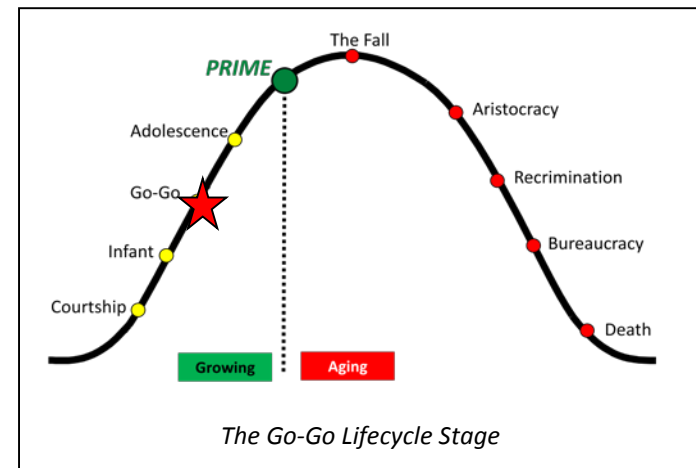 The Fall
PRIME
Aristocracy
Adolescence
Recrimination
Go-Go
Bureaucracy
Infant
Courtship
Death
Growing
Aging
The Go-Go Lifecycle Stage